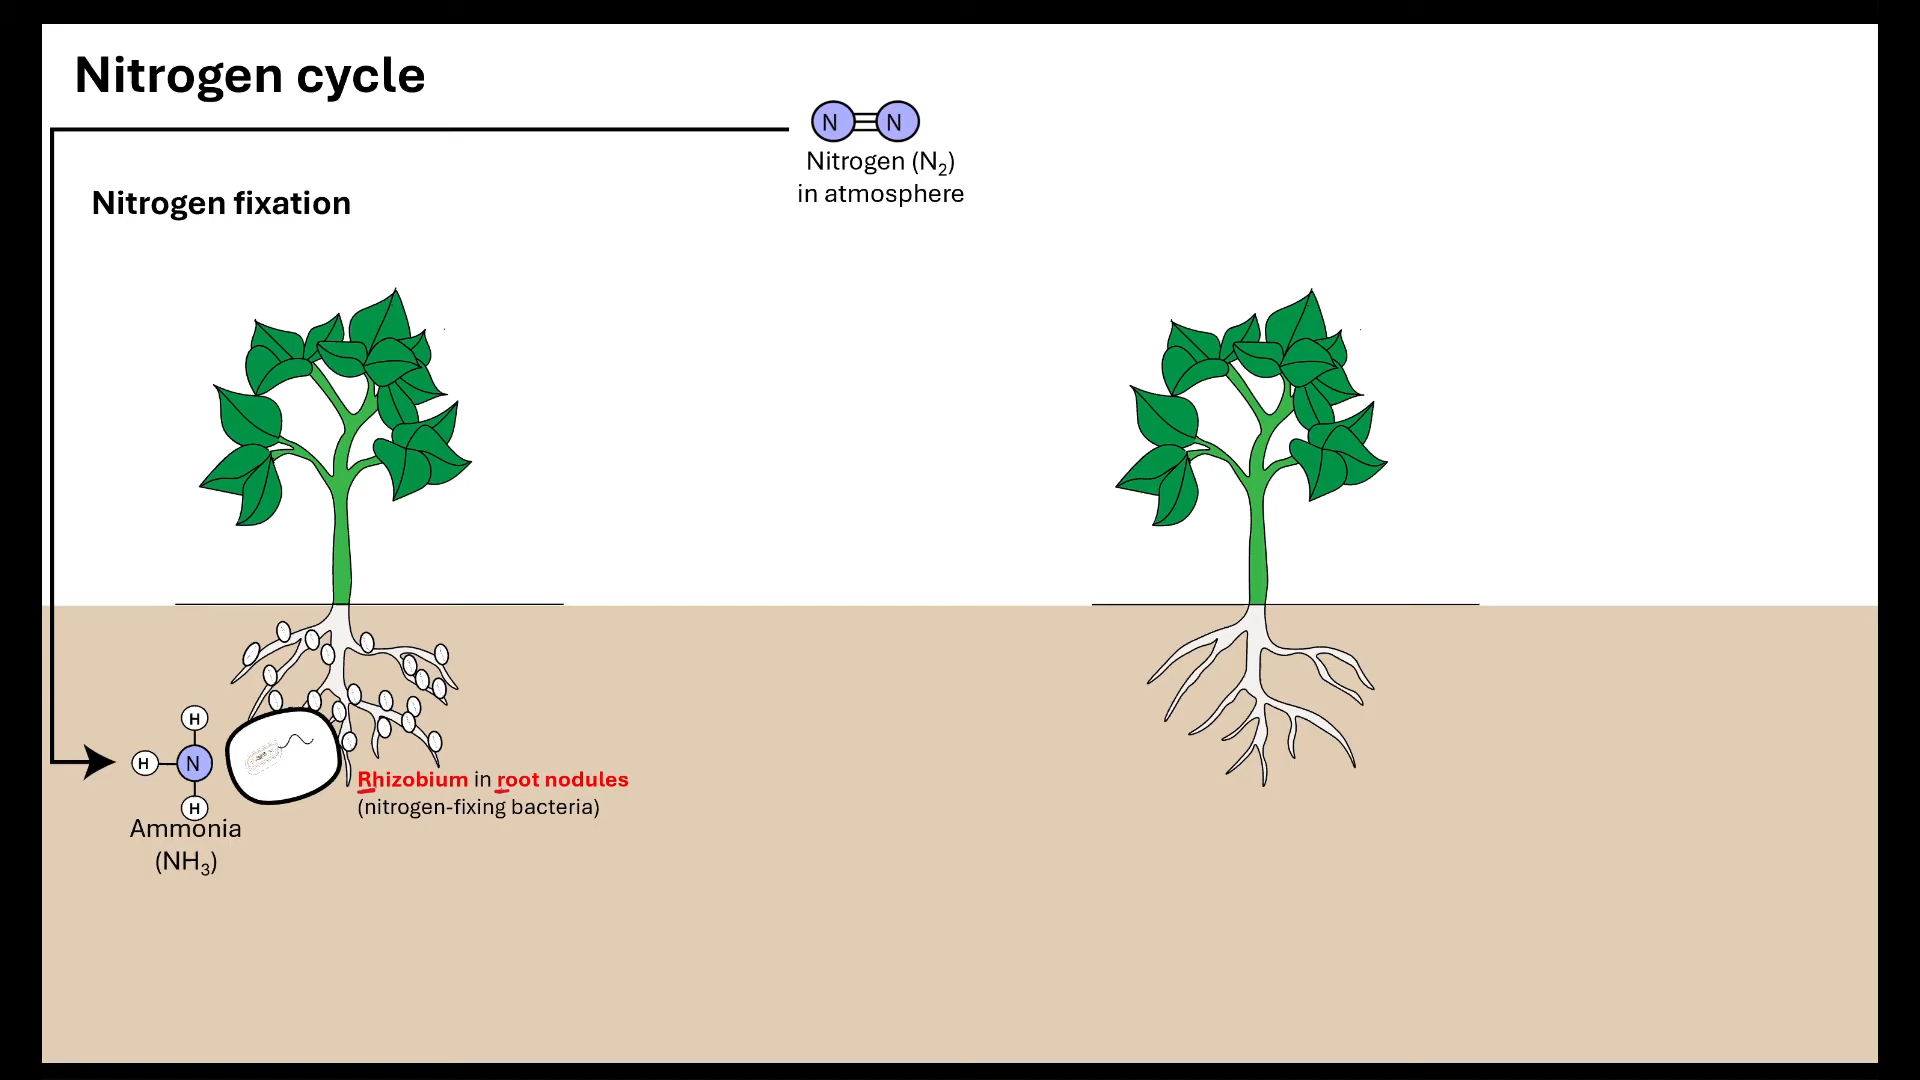 Nitrogen cycle
N N
Nitrogen (N₂)
in atmosphere
Nitrogen fixation
H
H N
H
Ammonia
(NH₃)
Rhizobium in root nodules
(nitrogen-fixing bacteria)